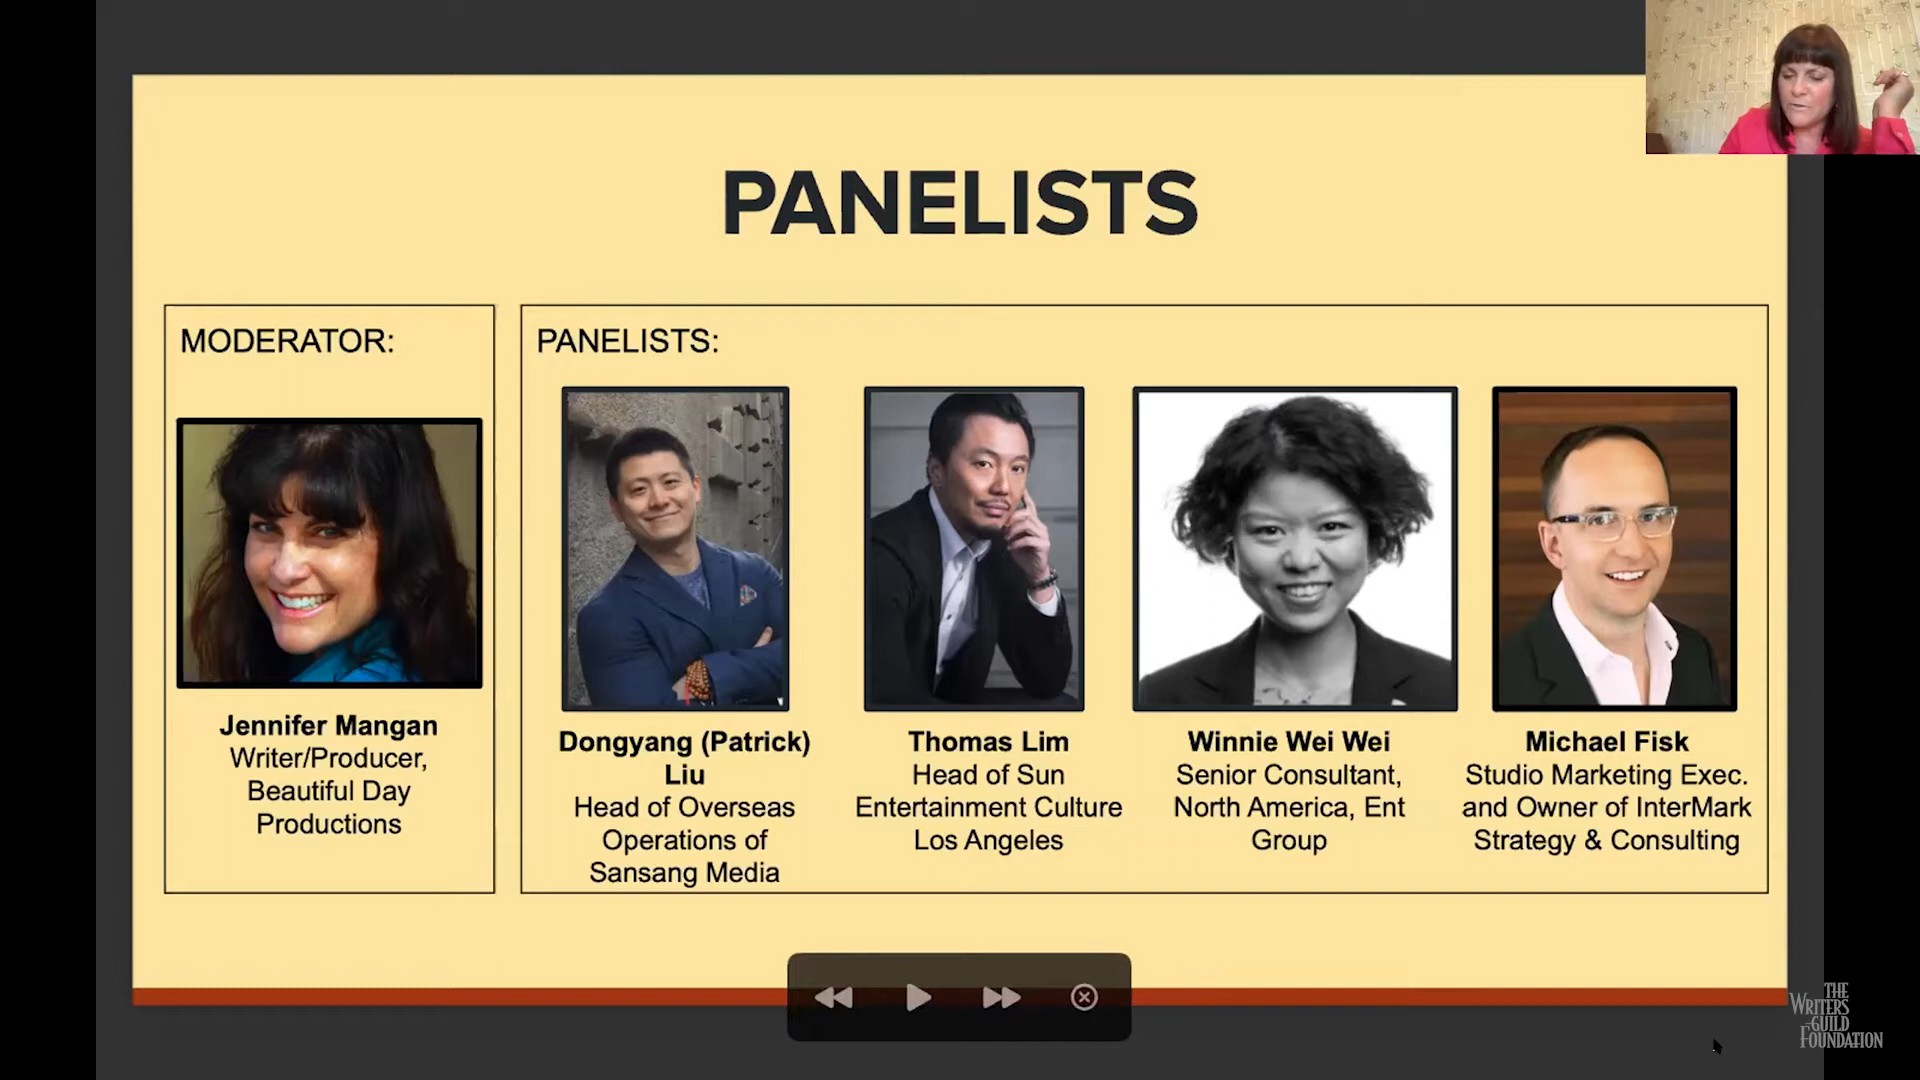 PANELISTS
MODERATOR:
Jennifer Mangan
Writer/Producer,
Beautiful Day
Productions
PANELISTS:
Dongyang (Patrick)
Liu
Head of Overseas
Operations of
Sansang Media
Thomas Lim
Head of Sun
Entertainment Culture
Los Angeles
Winnie Wei Wei
Senior Consultant,
North America, Ent
Group
Michael Fisk
Studio Marketing Exec.
and Owner of InterMark
Strategy & Consulting
THE
WRITERS
GUILD
FOUNDATION